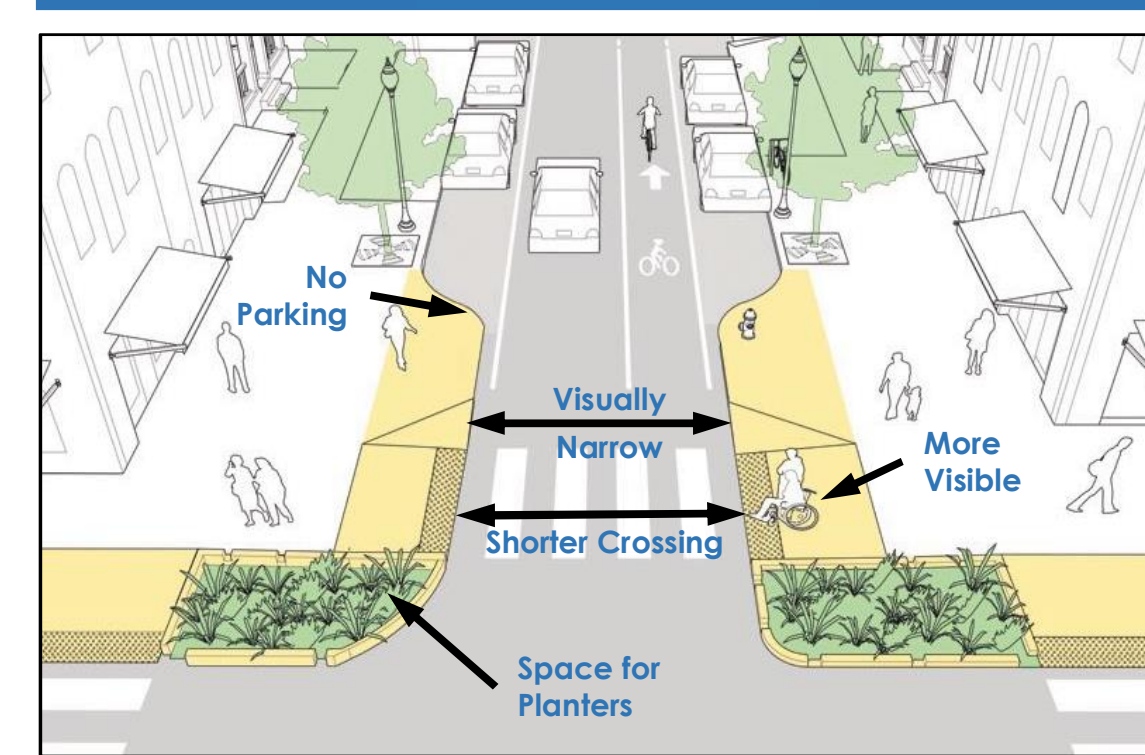 No
Parking
Visually
Narrow
More
Visible
Shorter Crossing
Space for
Planters